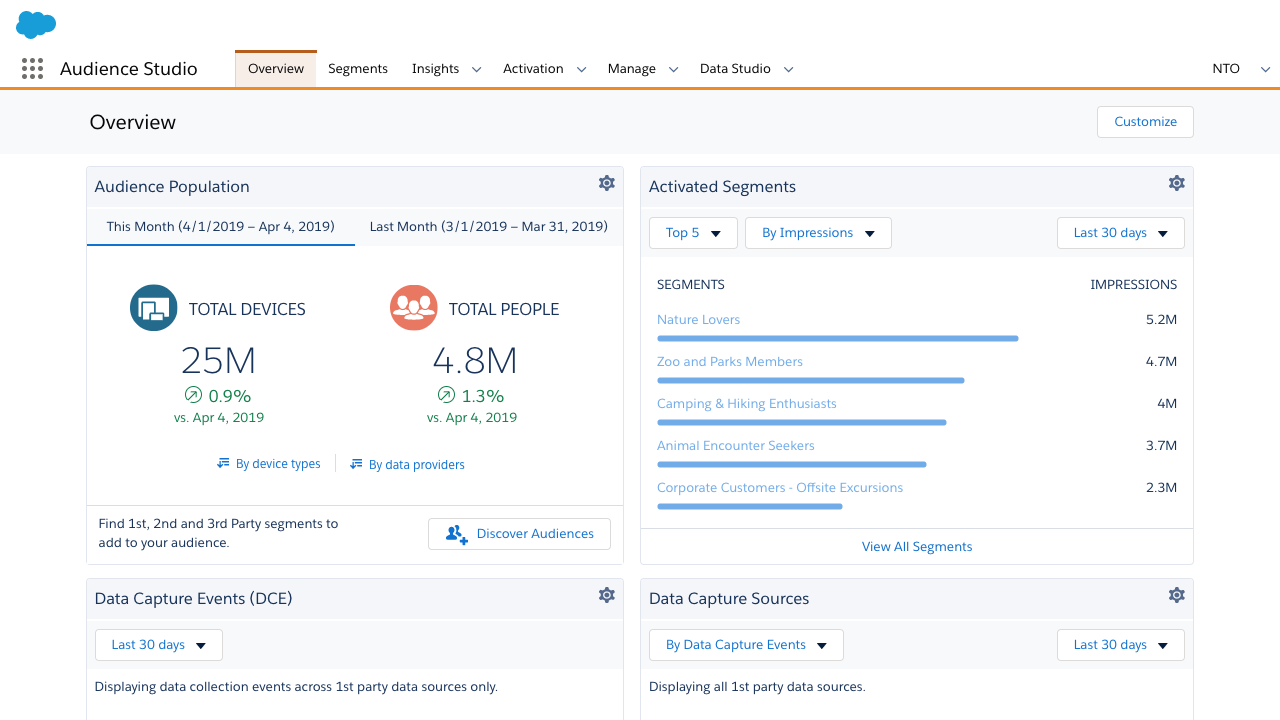 Audience Studio
Overview
Segments
Insights
Activation
Manage
Data Studio
NTO
Overview
Customize
Audience Population
This Month (4/1/2019 – Apr 4, 2019)
Last Month (3/1/2019 – Mar 31, 2019)
TOTAL DEVICES
25M
0.9%
vs. Apr 4, 2019
TOTAL PEOPLE
4.8M
1.3%
vs. Apr 4, 2019
By device types
By data providers
Find 1st, 2nd and 3rd Party segments to
add to your audience.
Discover Audiences
Activated Segments
Top 5
By Impressions
Last 30 days
SEGMENTS IMPRESSIONS
Nature Lovers 5.2M
Zoo and Parks Members 4.7M
Camping & Hiking Enthusiasts 4M
Animal Encounter Seekers 3.7M
Corporate Customers - Offsite Excursions 2.3M
View All Segments
Data Capture Events (DCE)
Last 30 days
Displaying data collection events across 1st party data sources only.
Data Capture Sources
By Data Capture Events
Last 30 days
Displaying all 1st party data sources.